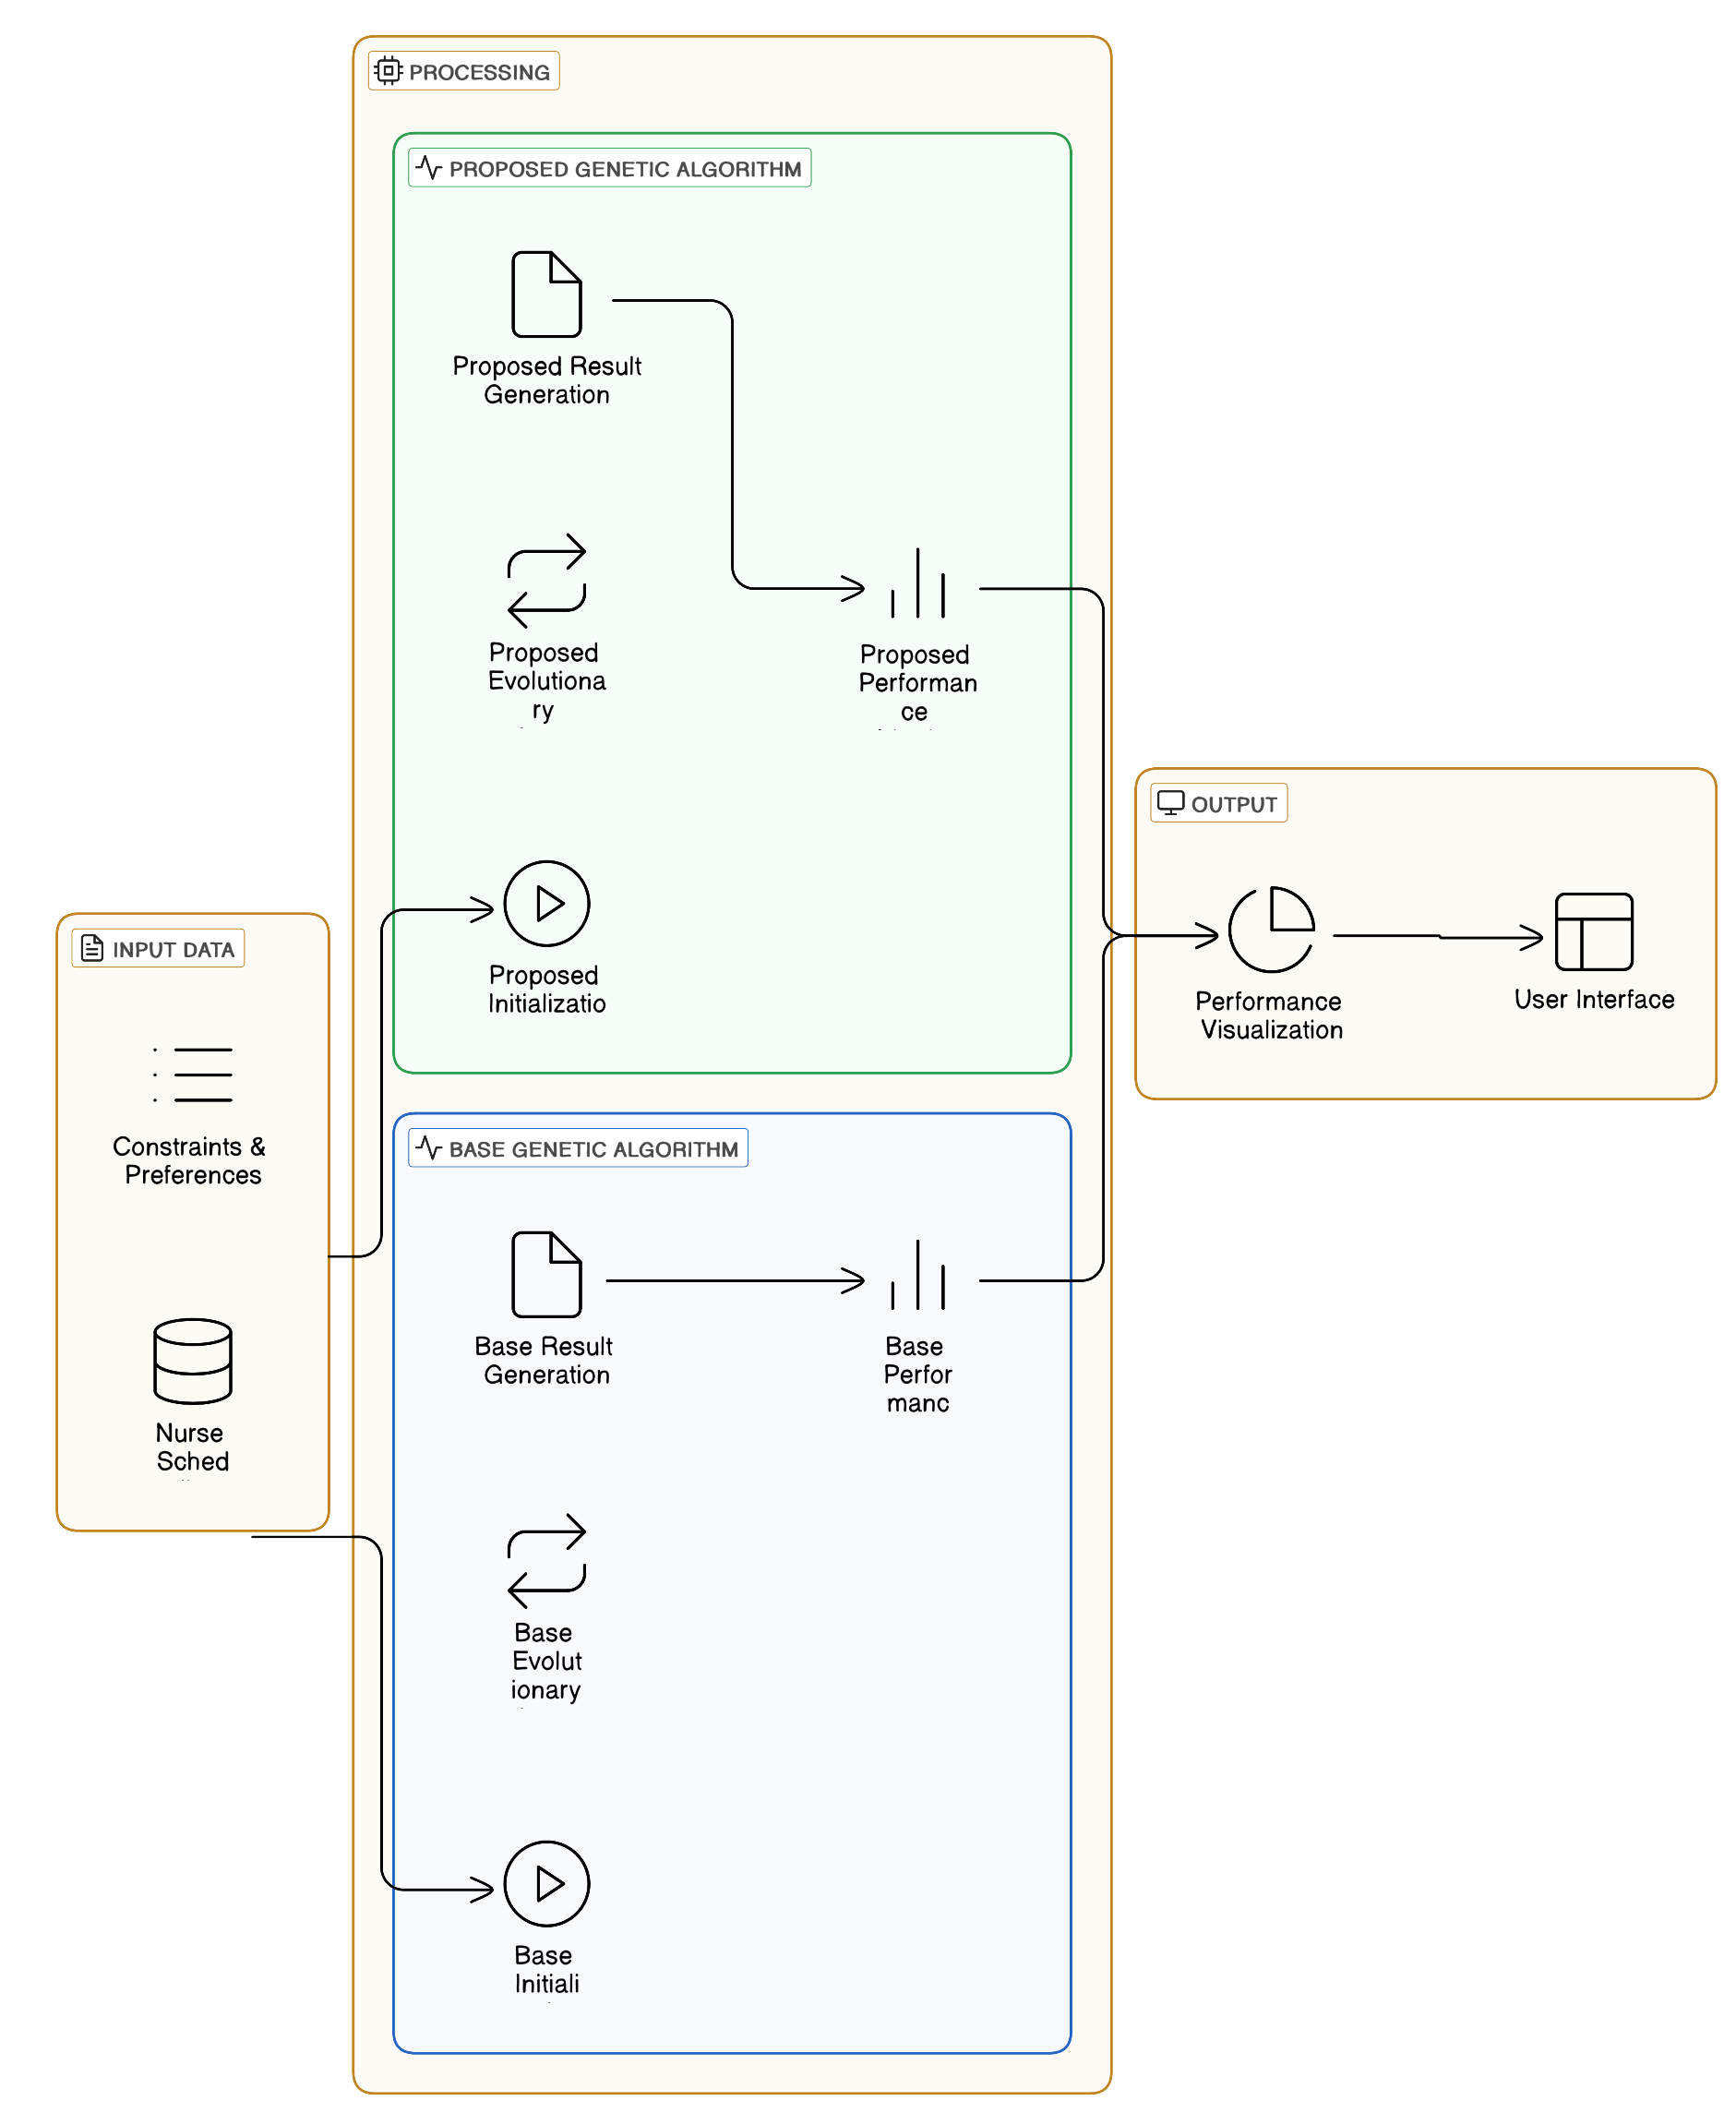 PROCESSING
PROPOSED GENETIC ALGORITHM
Proposed Result
Generation
Proposed
Evolutiona
ry
Proposed
Performan
ce
Proposed
Initializatio
INPUT DATA
Constraints &
Preferences
Nurse
Sched
OUTPUT
Performance
Visualization
User Interface
BASE GENETIC ALGORITHM
Base Result
Generation
Base
Perfor
manc
Base
Evolut
ionary
Base
Initiali